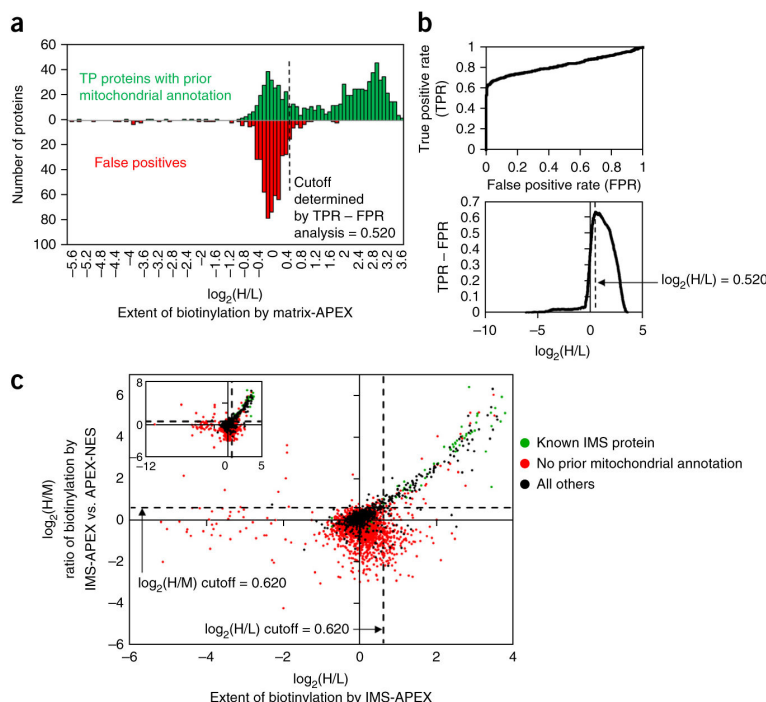 a
60
40
20
0
20
40
60
80
100
Number of proteins
TP proteins with prior
mitochondrial annotation
False positives
Cutoff
determined
by TPR – FPR
analysis = 0.520
–5.6
–5.2
–4.8
–4.4
–4
–3.6
–3.2
–2.8
–2.4
–2
–1.6
–1.2
–0.8
–0.4
0
0.4
0.8
1.2
1.6
2
2.4
2.8
3.2
3.6
log2(H/L)
Extent of biotinylation by matrix-APEX
b
True positive rate
(TPR)
1
0.8
0.6
0.4
0.2
0
0 0.2 0.4 0.6 0.8 1
False positive rate (FPR)
TPR – FPR
0.7
0.6
0.5
0.4
0.3
0.2
0.1
0
–10 –5 0 5
log2(H/L) = 0.520
log2(H/L)
c
log2(H/M)
ratio of biotinylation by
IMS-APEX vs. APEX-NES
6
4
2
0
–2
–4
–6
8
0
–8
–12 0 5
log2(H/M) cutoff = 0.620
log2(H/L) cutoff = 0.620
–6 –4 –2 0 2 4
log2(H/L)
Extent of biotinylation by IMS-APEX
Known IMS protein
No prior mitochondrial annotation
All others